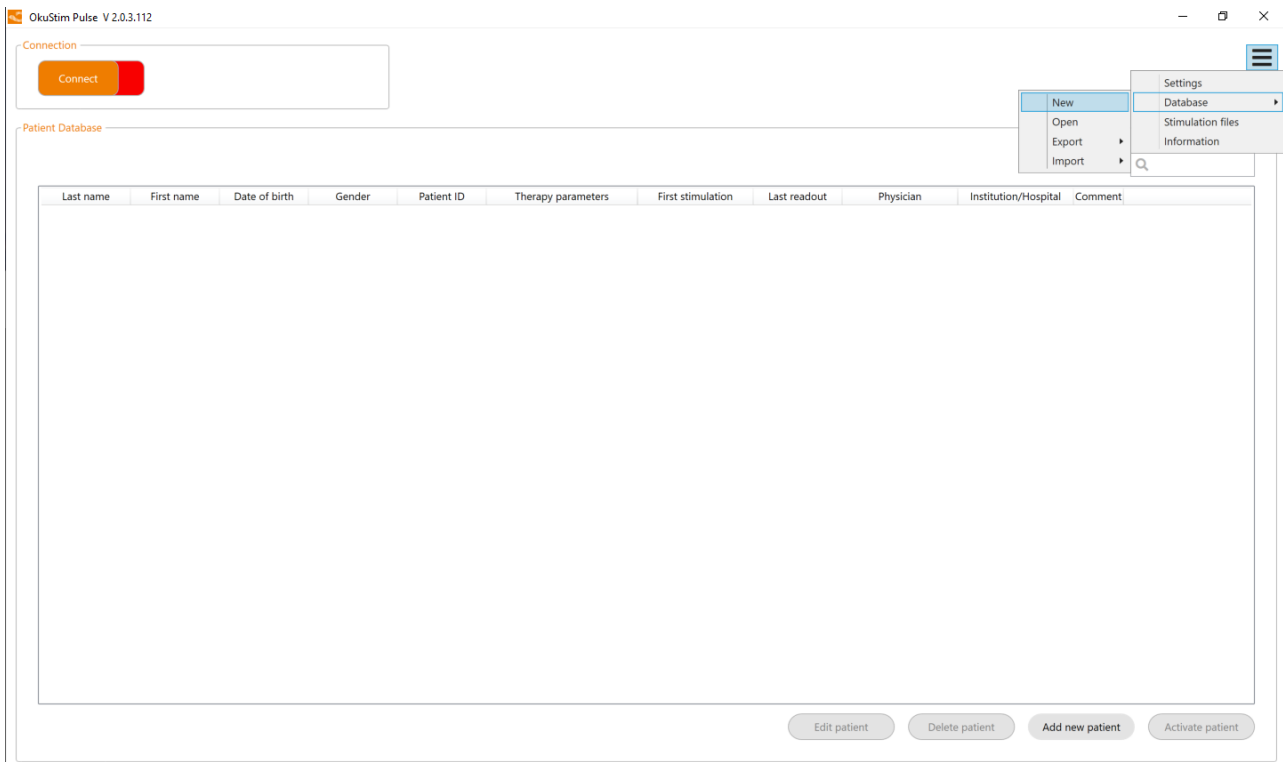 OkuStim Pulse V 2.0.3.112
Connection
Connect
Settings
Database
Stimulation files
Information
New
Open
Export
Import
Patient Database
Last name First name Date of birth Gender Patient ID Therapy parameters First stimulation Last readout Physician Institution/Hospital Comment
Edit patient Delete patient Add new patient Activate patient